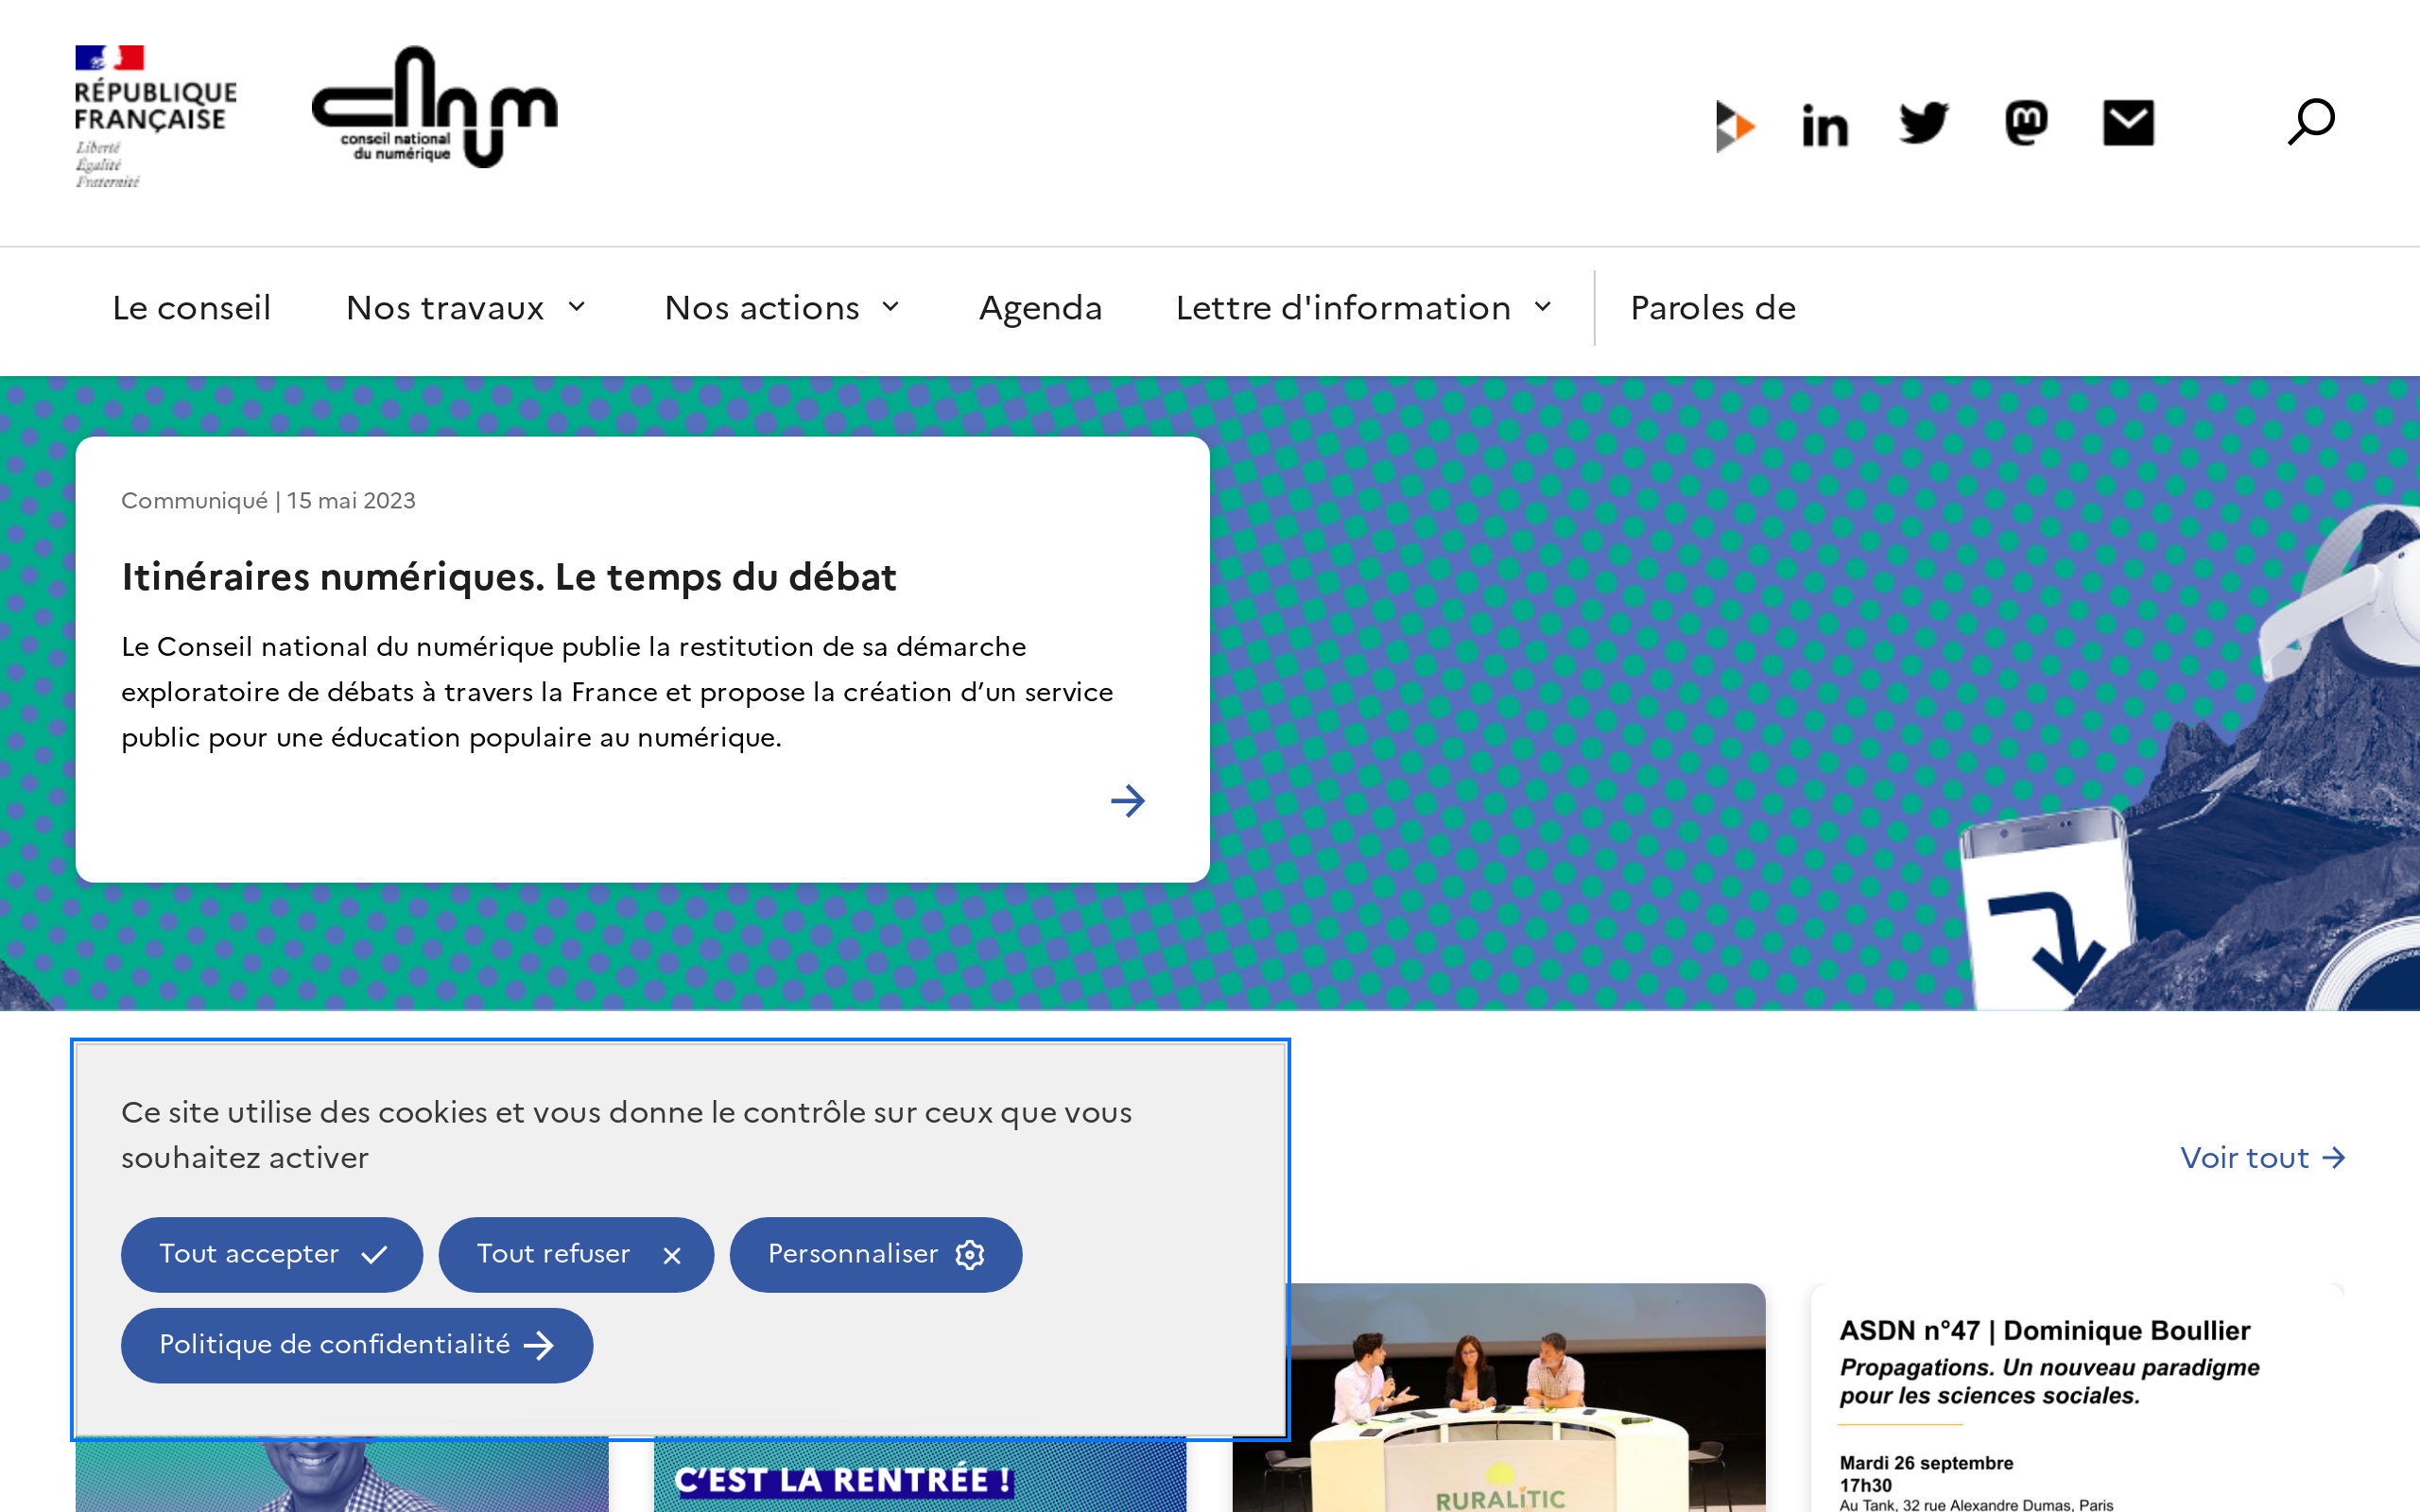 RÉPUBLIQUE
FRANÇAISE
Liberté
Égalité
Fraternité
conseil national
du numérique
Le conseil
Nos travaux
Nos actions
Agenda
Lettre d'information
Paroles de
Communiqué | 15 mai 2023
Itinéraires numériques. Le temps du débat
Le Conseil national du numérique publie la restitution de sa démarche
exploratoire de débats à travers la France et propose la création d’un service
public pour une éducation populaire au numérique.
Ce site utilise des cookies et vous donne le contrôle sur ceux que vous
souhaitez activer
Tout accepter
Tout refuser
Personnaliser
Politique de confidentialité
Voir tout
C’EST LA RENTRÉE !
RURALITIC
ASDN n°47 | Dominique Boullier
Propagations. Un nouveau paradigme
pour les sciences sociales.
Mardi 26 septembre
17h30
Au Tank, 32 rue Alexandre Dumas, Paris